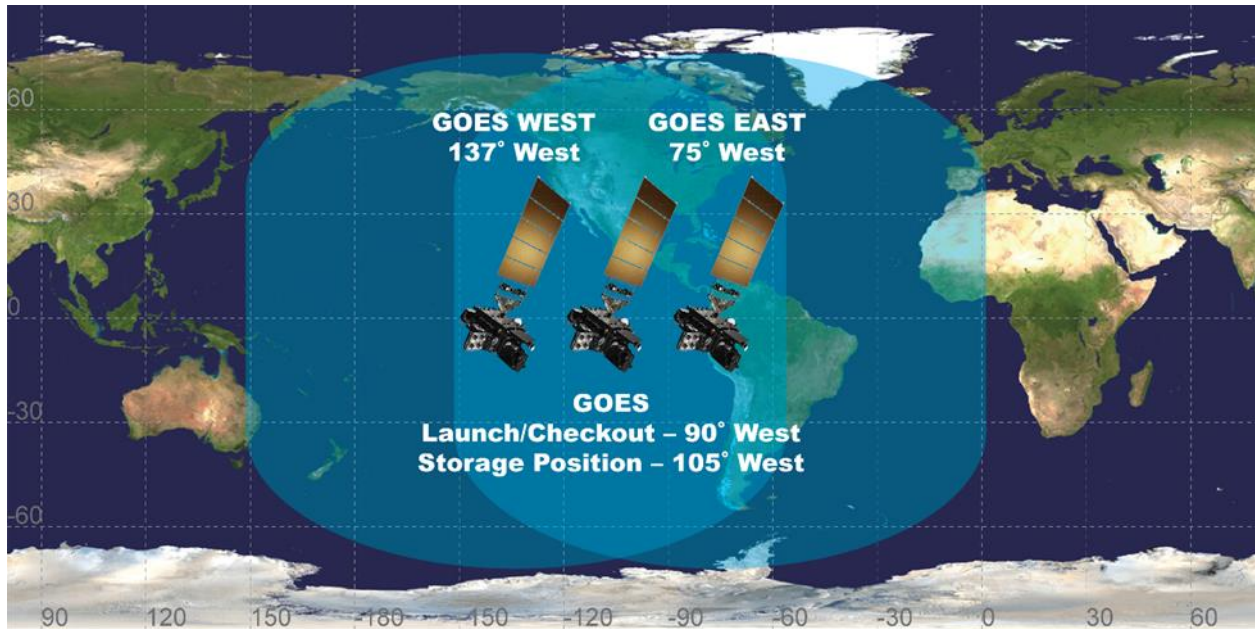 60
GOES WEST
137° West
GOES EAST
75° West
30
0
GOES
Launch/Checkout – 90° West
Storage Position – 105° West
-30
-60
90 120 150 -180 -150 -120 -90 -60 -30 0 30 60